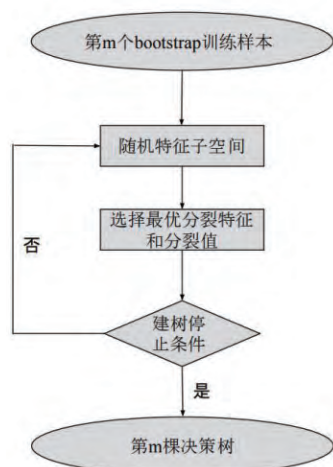 第m个bootstrap训练样本
随机特征子空间
选择最优分裂特征
和分裂值
否
建树停
止条件
是
第m棵决策树